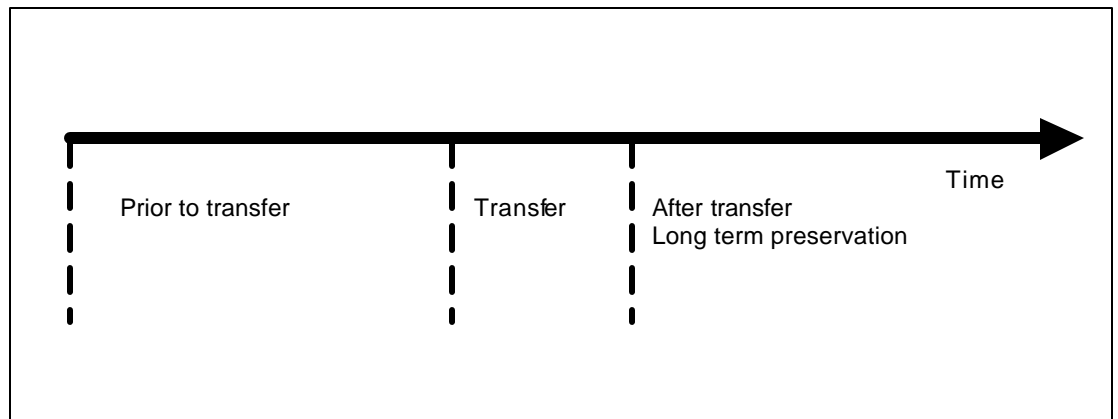 Time
Prior to transfer
Transfer
After transfer
Long term preservation